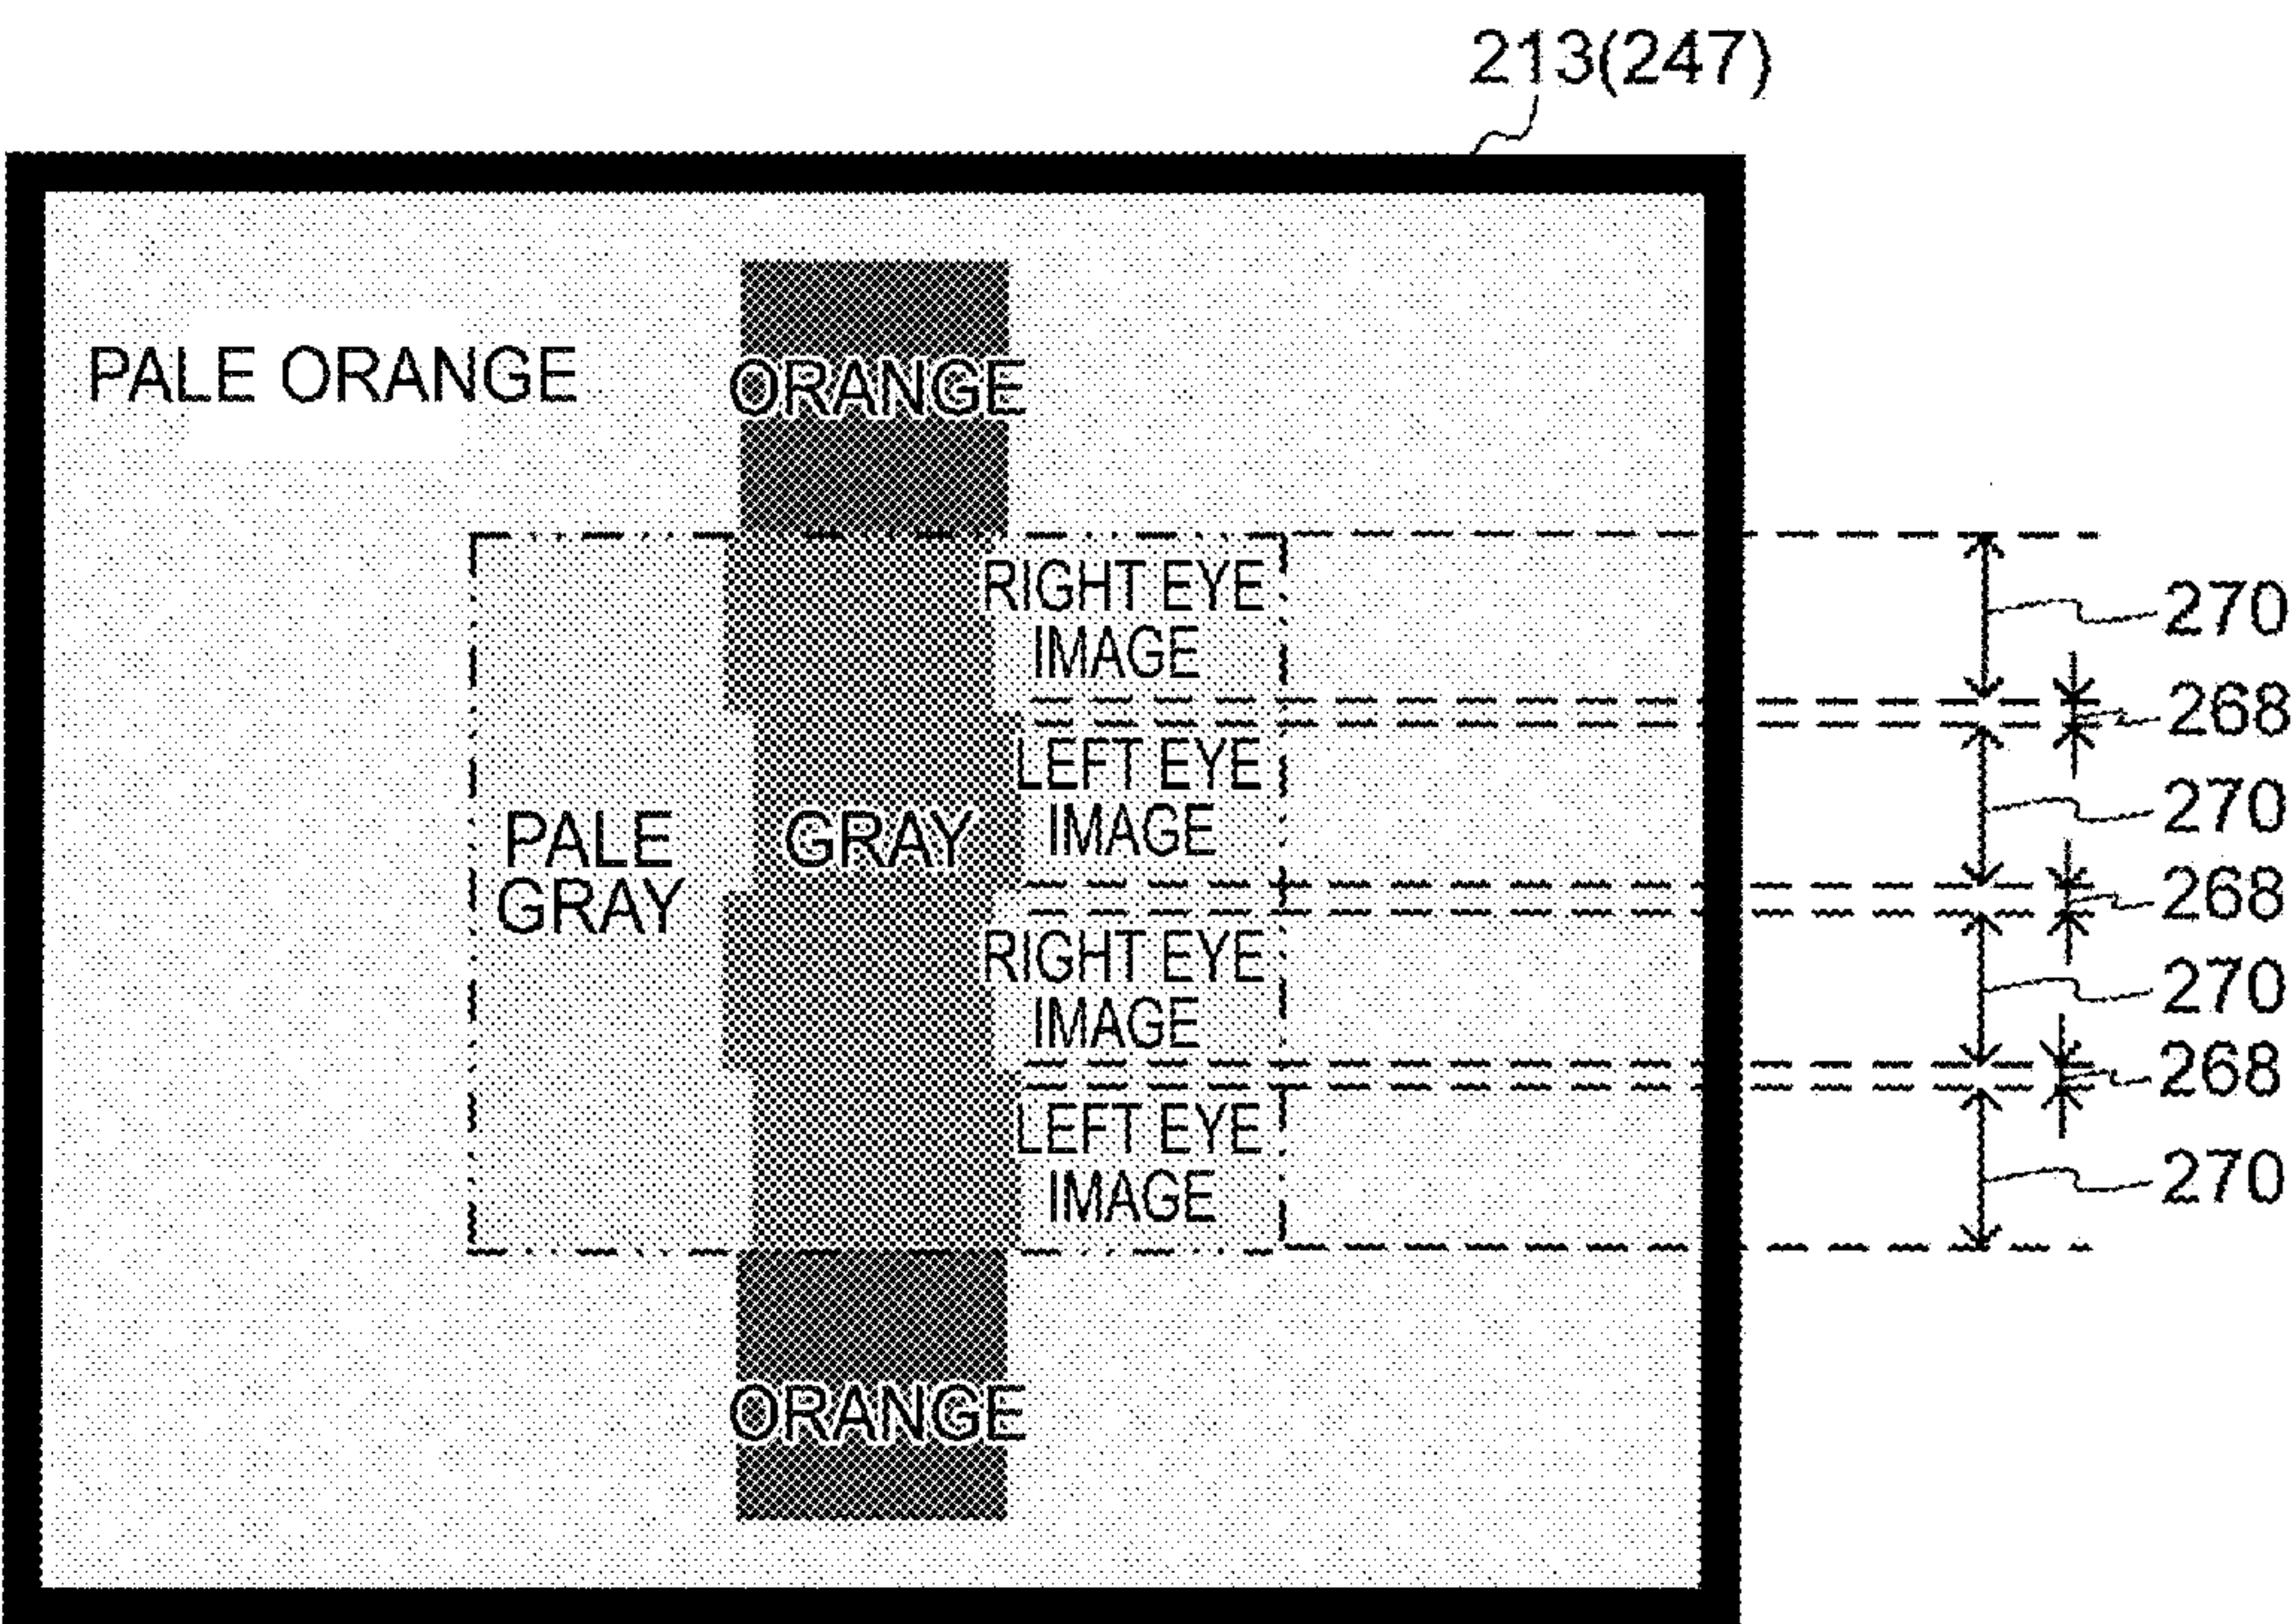 213(247)
PALE ORANGE
ORANGE
RIGHT EYE
IMAGE
270
268
LEFT EYE
IMAGE
270
PALE
GRAY
GRAY
268
RIGHT EYE
IMAGE
270
268
LEFT EYE
IMAGE
270
ORANGE